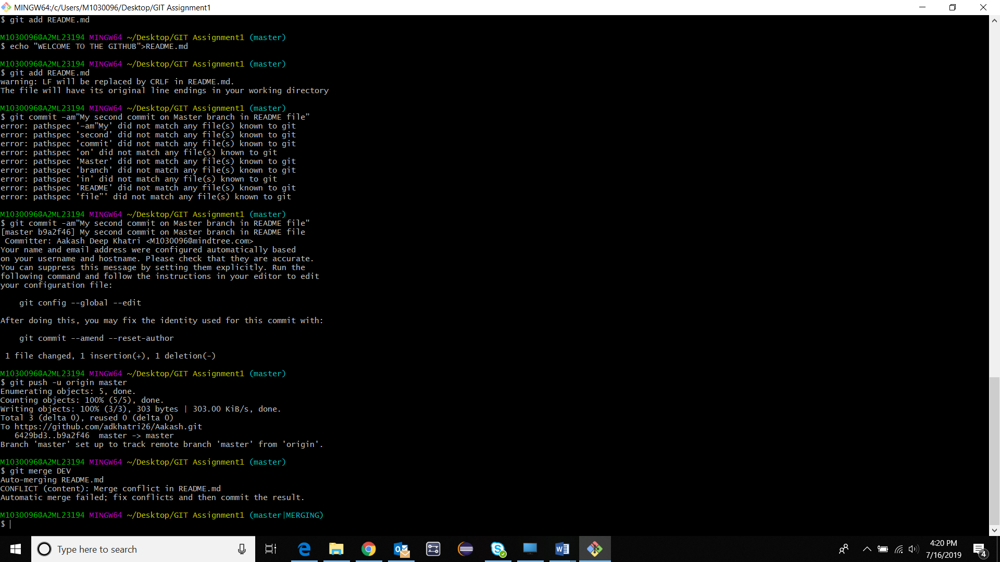 MINGW64:/c/Users/M1030096/Desktop/GIT Assignment1
$ git add README.md
M1030096@A2ML23194 MINGW64 ~/Desktop/GIT Assignment1 (master)
$ echo "WELCOME TO THE GITHUB">README.md
M1030096@A2ML23194 MINGW64 ~/Desktop/GIT Assignment1 (master)
$ git add README.md
warning: LF will be replaced by CRLF in README.md.
The file will have its original line endings in your working directory
M1030096@A2ML23194 MINGW64 ~/Desktop/GIT Assignment1 (master)
$ git commit –am”My second commit on Master branch in README file”
error: pathspec '–am”My' did not match any file(s) known to git
error: pathspec 'second' did not match any file(s) known to git
error: pathspec 'commit' did not match any file(s) known to git
error: pathspec 'on' did not match any file(s) known to git
error: pathspec 'Master' did not match any file(s) known to git
error: pathspec 'branch' did not match any file(s) known to git
error: pathspec 'in' did not match any file(s) known to git
error: pathspec 'README' did not match any file(s) known to git
error: pathspec 'file”' did not match any file(s) known to git
M1030096@A2ML23194 MINGW64 ~/Desktop/GIT Assignment1 (master)
$ git commit -am"My second commit on Master branch in README file"
[master b9a2f46] My second commit on Master branch in README file
Committer: Aakash Deep Khatri <M1030096@mindtree.com>
Your name and email address were configured automatically based
on your username and hostname. Please check that they are accurate.
You can suppress this message by setting them explicitly. Run the
following command and follow the instructions in your editor to edit
your configuration file:
git config --global --edit
After doing this, you may fix the identity used for this commit with:
git commit --amend --reset-author
1 file changed, 1 insertion(+), 1 deletion(-)
M1030096@A2ML23194 MINGW64 ~/Desktop/GIT Assignment1 (master)
$ git push -u origin master
Enumerating objects: 5, done.
Counting objects: 100% (5/5), done.
Writing objects: 100% (3/3), 303 bytes | 303.00 KiB/s, done.
Total 3 (delta 0), reused 0 (delta 0)
To https://github.com/adkhatri26/Aakash.git
6429bd3..b9a2f46  master -> master
Branch 'master' set up to track remote branch 'master' from 'origin'.
M1030096@A2ML23194 MINGW64 ~/Desktop/GIT Assignment1 (master)
$ git merge DEV
Auto-merging README.md
CONFLICT (content): Merge conflict in README.md
Automatic merge failed; fix conflicts and then commit the result.
M1030096@A2ML23194 MINGW64 ~/Desktop/GIT Assignment1 (master|MERGING)
$
Type here to search
4:20 PM
7/16/2019
4